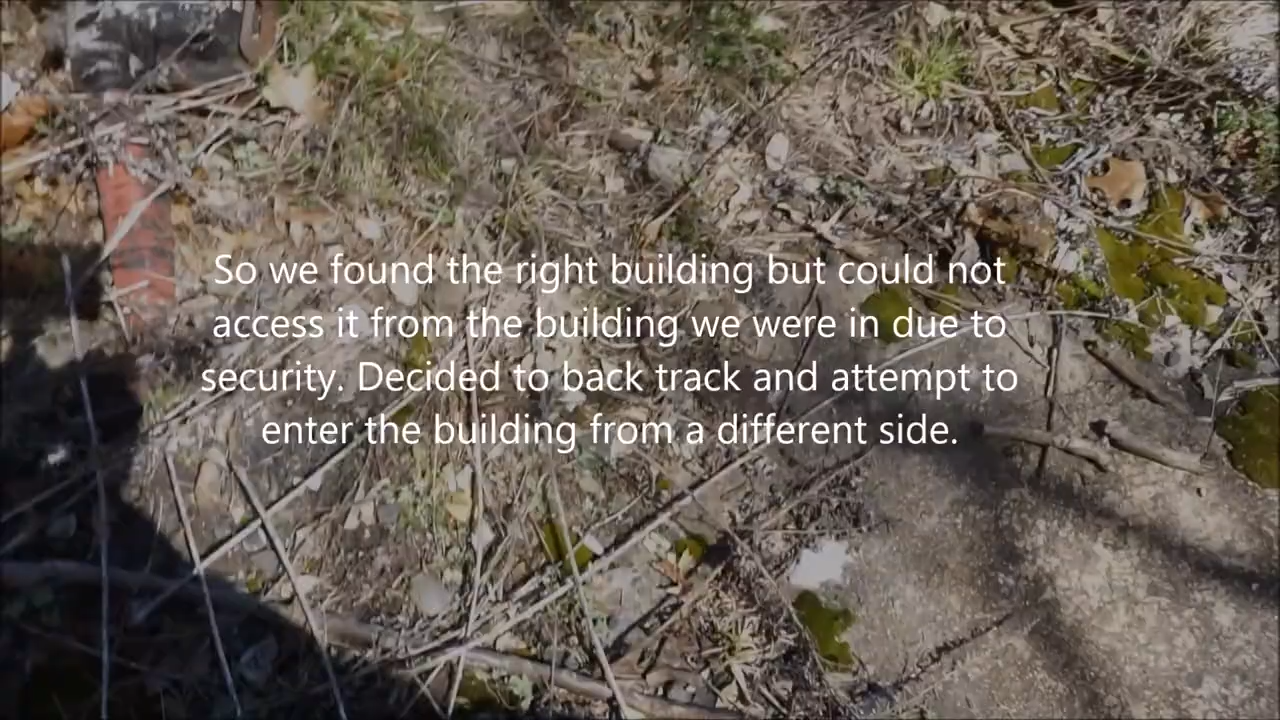 So we found the right building but could not
access it from the building we were in due to
security. Decided to back track and attempt to
enter the building from a different side.